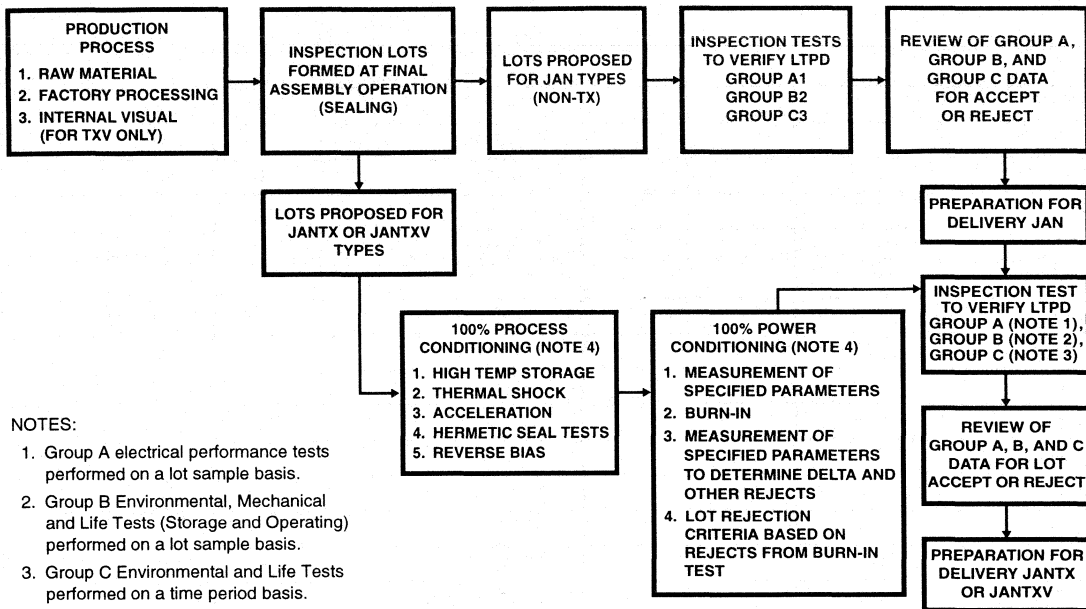 PRODUCTION
PROCESS
1. RAW MATERIAL
2. FACTORY PROCESSING
3. INTERNAL VISUAL
(FOR TXV ONLY)
INSPECTION LOTS
FORMED AT FINAL
ASSEMBLY OPERATION
(SEALING)
LOTS PROPOSED
FOR JAN TYPES
(NON-TX)
INSPECTION TESTS
TO VERIFY LTPD
GROUP A1
GROUP B2
GROUP C3
REVIEW OF GROUP A,
GROUP B, AND
GROUP C DATA
FOR ACCEPT
OR REJECT
LOTS PROPOSED FOR
JANTX OR JANTXV
TYPES
PREPARATION FOR
DELIVERY JAN
100% PROCESS
CONDITIONING (NOTE 4)
1. HIGH TEMP STORAGE
2. THERMAL SHOCK
3. ACCELERATION
4. HERMETIC SEAL TESTS
5. REVERSE BIAS
100% POWER
CONDITIONING (NOTE 4)
1. MEASUREMENT OF
SPECIFIED PARAMETERS
2. BURN-IN
3. MEASUREMENT OF
SPECIFIED PARAMETERS
TO DETERMINE DELTA AND
OTHER REJECTS
4. LOT REJECTION
CRITERIA BASED ON
REJECTS FROM BURN-IN
TEST
INSPECTION TEST
TO VERIFY LTPD
GROUP A (NOTE 1),
GROUP B (NOTE 2),
GROUP C (NOTE 3)
REVIEW OF
GROUP A, B, AND C
DATA FOR LOT
ACCEPT OR REJECT
PREPARATION FOR
DELIVERY JANTX
OR JANTXV
NOTES:
1. Group A electrical performance tests
performed on a lot sample basis.
2. Group B Environmental, Mechanical
and Life Tests (Storage and Operating)
performed on a lot sample basis.
3. Group C Environmental and Life Tests
performed on a time period basis.